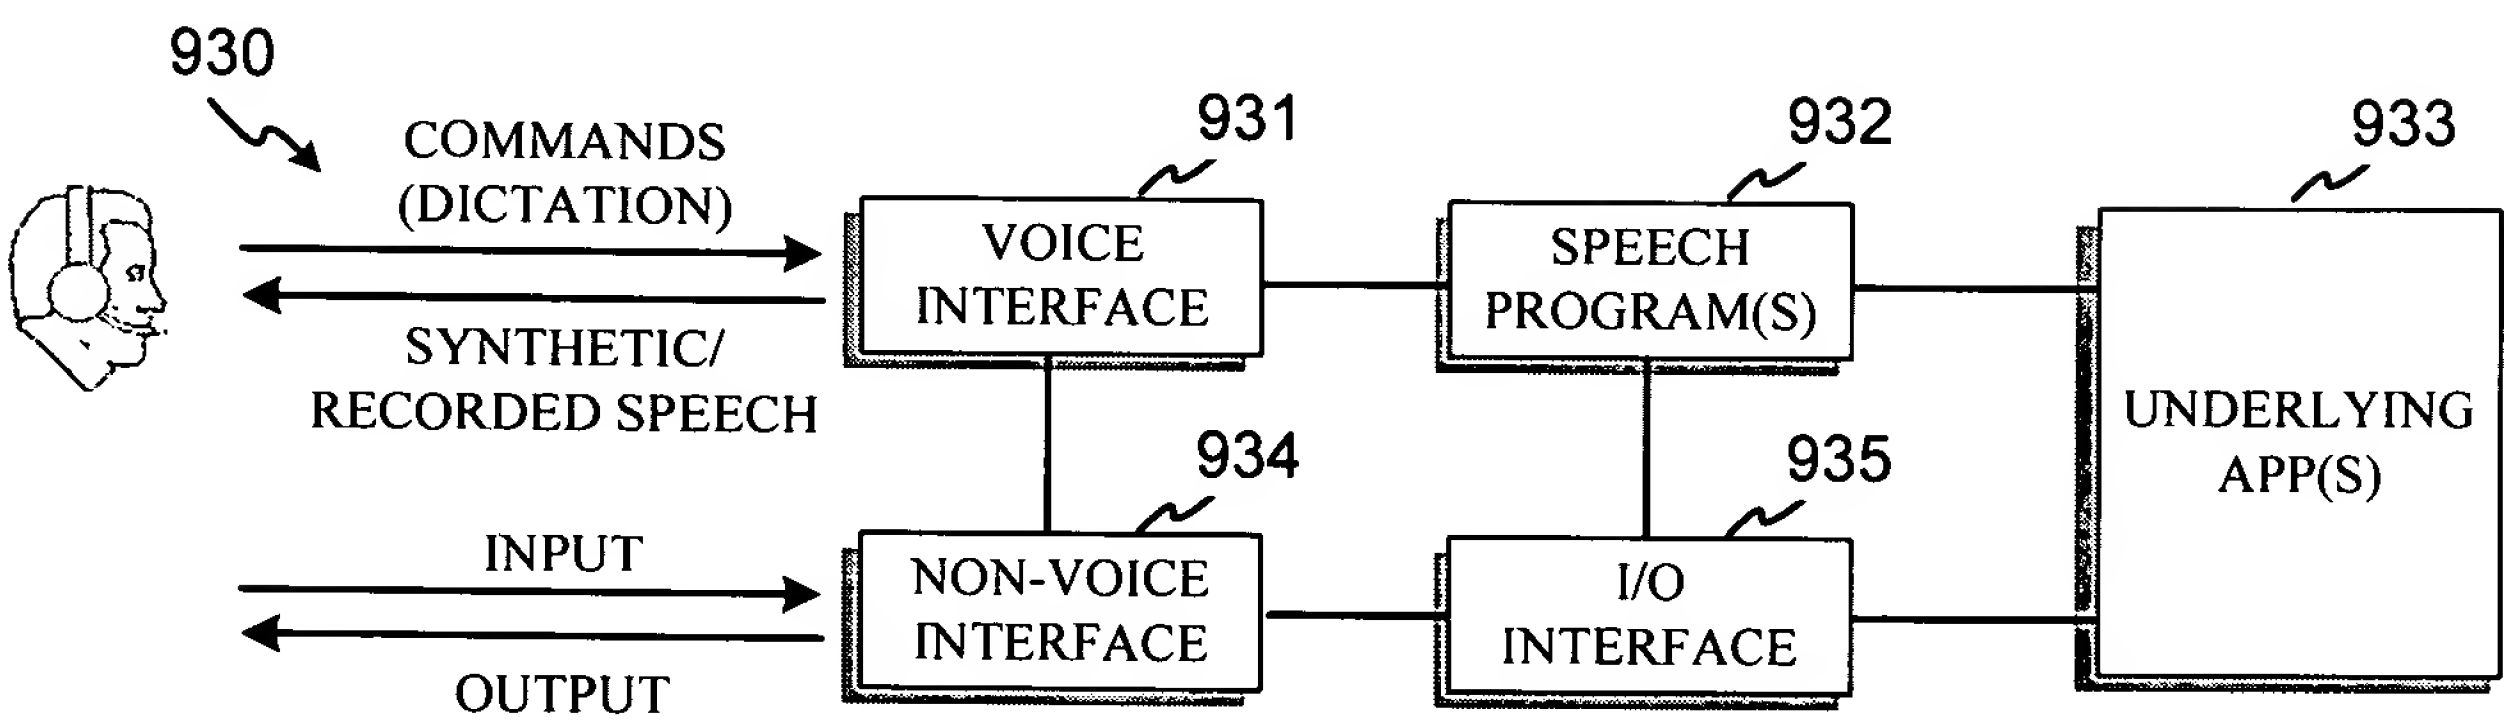 930
COMMANDS
(DICTATION)
SYNTHETIC/
RECORDED SPEECH
931
VOICE
INTERFACE
932
SPEECH
PROGRAM(S)
933
UNDERLYING
APP(S)
INPUT
OUTPUT
934
NON-VOICE
INTERFACE
935
I/O
INTERFACE